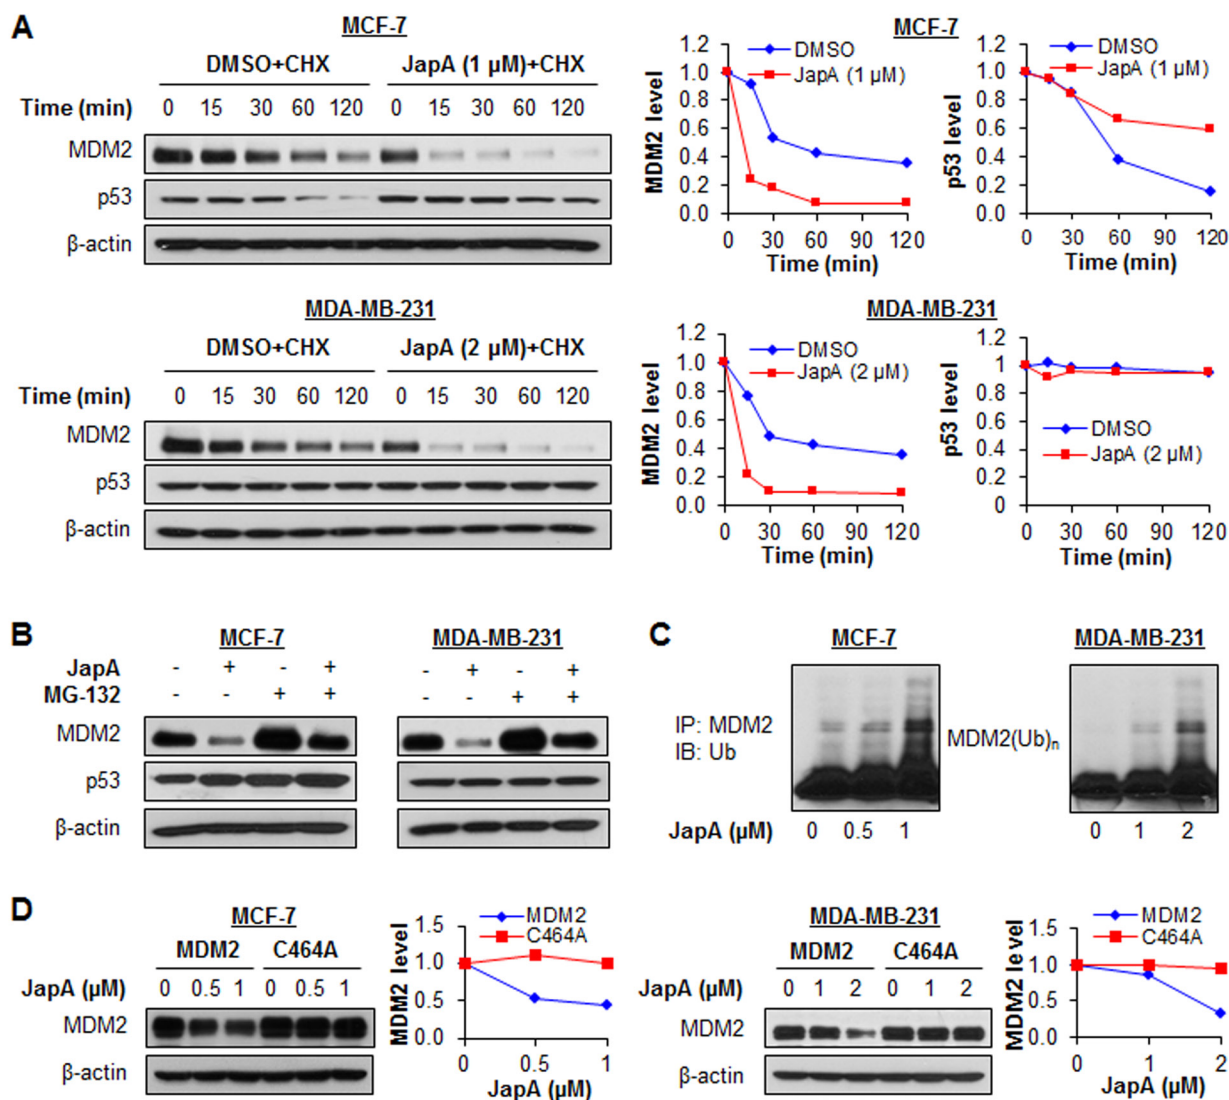 A
MCF-7
DMSO+CHX JapA (1 µM)+CHX
Time (min) 0 15 30 60 120 0 15 30 60 120
MDM2
p53
β-actin
MCF-7
1.2
1.0
0.8
0.6
0.4
0.2
0.0
MDM2 level
DMSO
JapA (1 µM)
0 30 60 90 120
Time (min)
1.2
1.0
0.8
0.6
0.4
0.2
0.0
p53 level
DMSO
JapA (1 µM)
0 30 60 90 120
Time (min)
MDA-MB-231
DMSO+CHX JapA (2 µM)+CHX
Time (min) 0 15 30 60 120 0 15 30 60 120
MDM2
p53
β-actin
MDA-MB-231
1.2
1.0
0.8
0.6
0.4
0.2
0.0
MDM2 level
DMSO
JapA (2 µM)
0 30 60 90 120
Time (min)
1.2
1
0.8
0.6
0.4
0.2
0
p53 level
DMSO
JapA (2 µM)
0 30 60 90 120
Time (min)
B
MCF-7 MDA-MB-231
JapA - + - + - + - +
MG-132 - - + + - - + +
MDM2
p53
β-actin
C
MCF-7 MDA-MB-231
IP: MDM2
IB: Ub
MDM2(Ub)n
JapA (µM) 0 0.5 1 0 1 2
D
MCF-7
MDM2 C464A
JapA (µM) 0 0.5 1 0 0.5 1
MDM2
β-actin
1.5
1.0
0.5
0.0
MDM2 level
MDM2
C464A
0 0.5 1
JapA (µM)
MDA-MB-231
MDM2 C464A
JapA (µM) 0 1 2 0 1 2
MDM2
β-actin
1.5
1.0
0.5
0.0
MDM2 level
MDM2
C464A
0 1 2
JapA (µM)